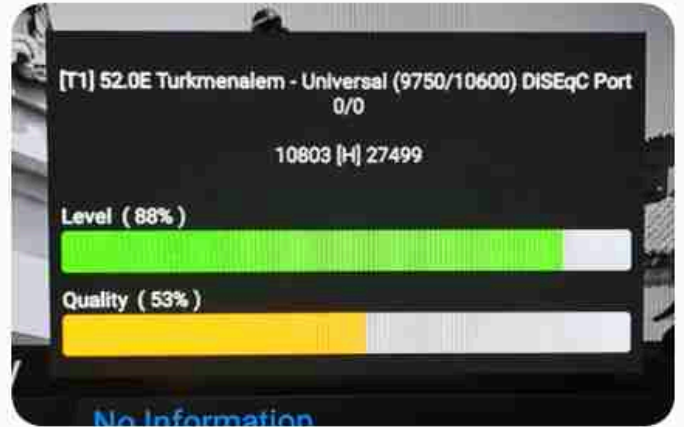 [T1] 52.0E Turkmenalem - Universal (9750/10600) DiSEqC Port
0/0
10803 [H] 27499
Level ( 88% )
Quality ( 53% )
No Information